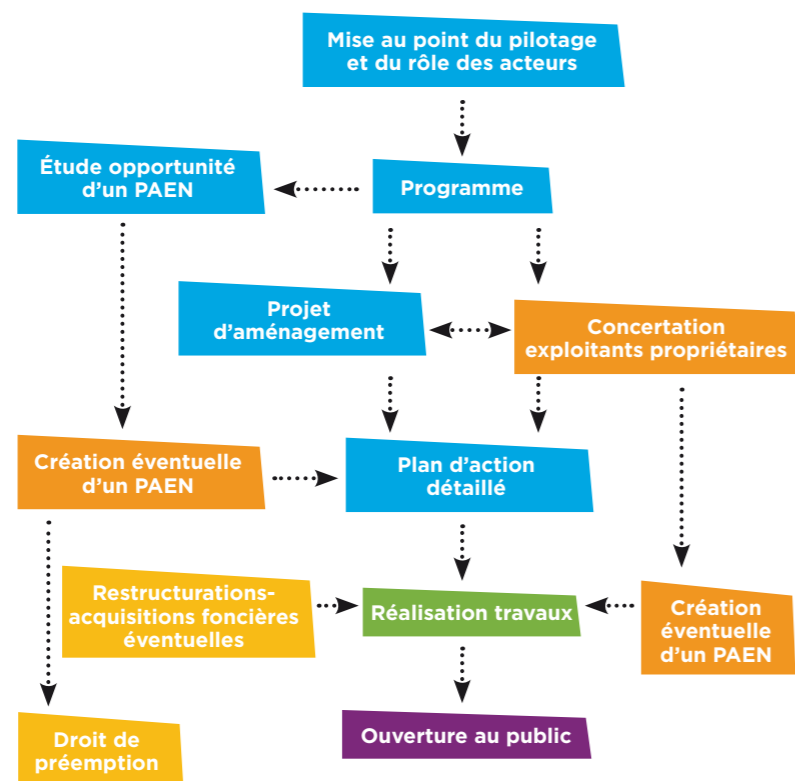 Mise au point du pilotage
et du rôle des acteurs
Étude opportunité
d'un PAEN
Programme
Projet
d'aménagement
Concertation
exploitants propriétaires
Création éventuelle
d'un PAEN
Plan d'action
détaillé
Restructurations-
acquisitions foncières
éventuelles
Réalisation travaux
Création
éventuelle
d'un PAEN
Droit de
préemption
Ouverture au public